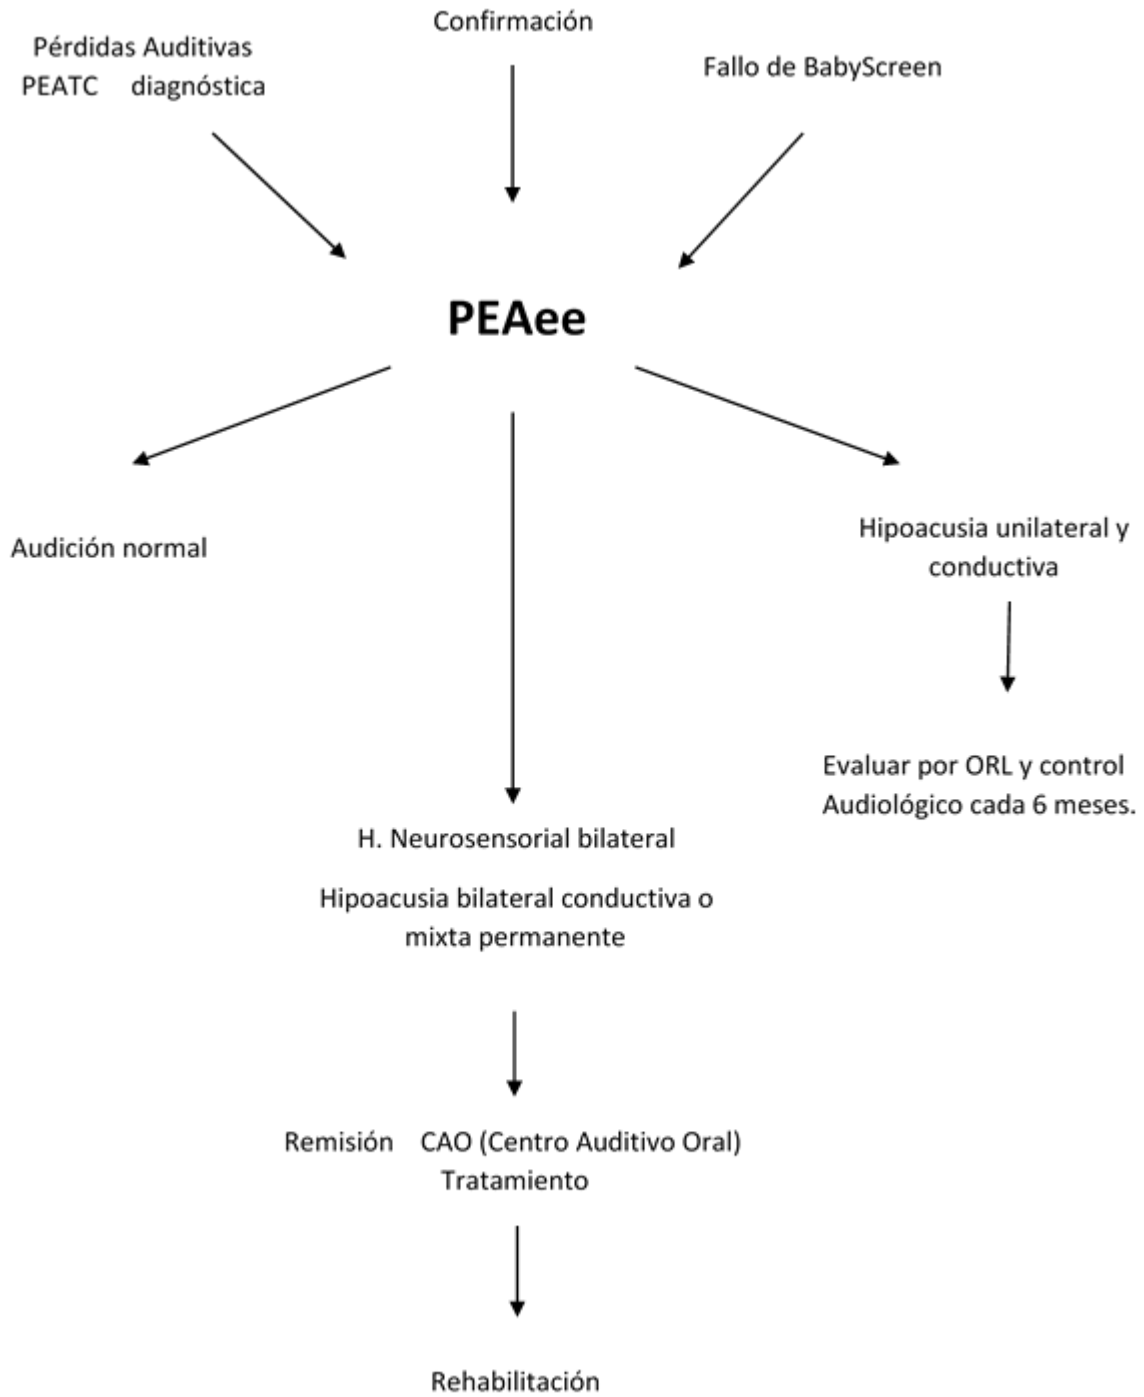 Confirmación
Pérdidas Auditivas
PEATC diagnóstica
Fallo de BabyScreen
PEAee
Audición normal
Hipoacusia unilateral y
conductiva
Evaluar por ORL y control
Audiológico cada 6 meses.
H. Neurosensorial bilateral
Hipoacusia bilateral conductiva o
mixta permanente
Remisión CAO (Centro Auditivo Oral)
Tratamiento
Rehabilitación